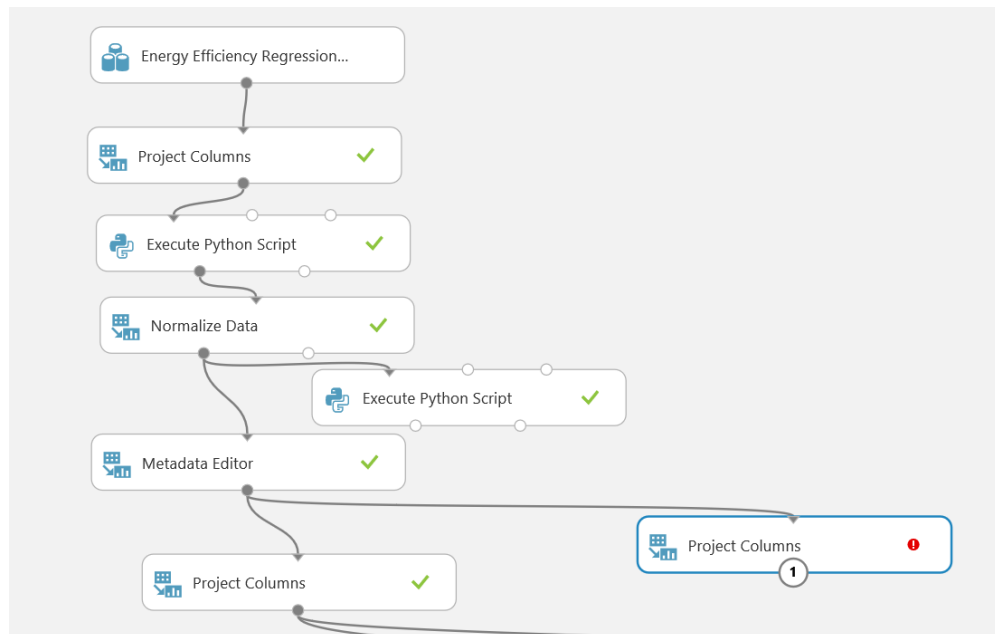 Energy Efficiency Regression...
Project Columns
Execute Python Script
Normalize Data
Execute Python Script
Metadata Editor
Project Columns
1
Project Columns